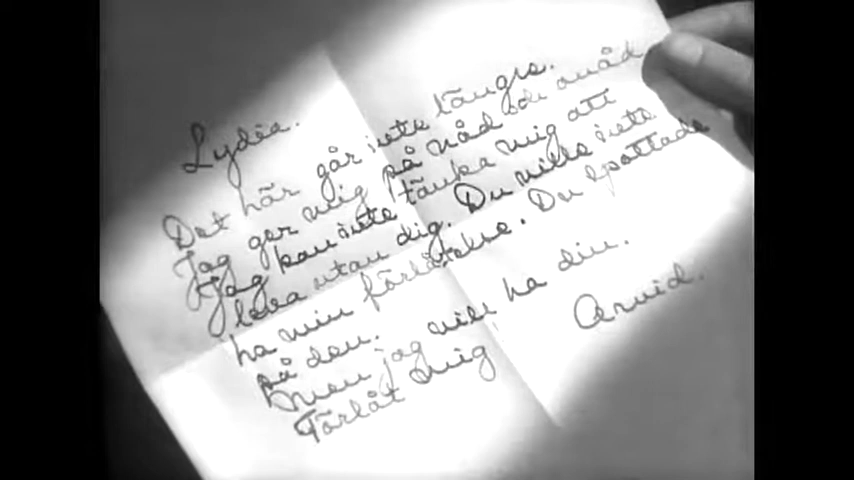 Lydia.
Det här går inte längre.
Jag ger mig på nåd och onåd
Jag kan inte tänka mig att
leva utan dig. Du ville inte
ha min förlåtelse. Du spottade
på den.
Men jag vill ha din.
Förlåt mig
Arvid.